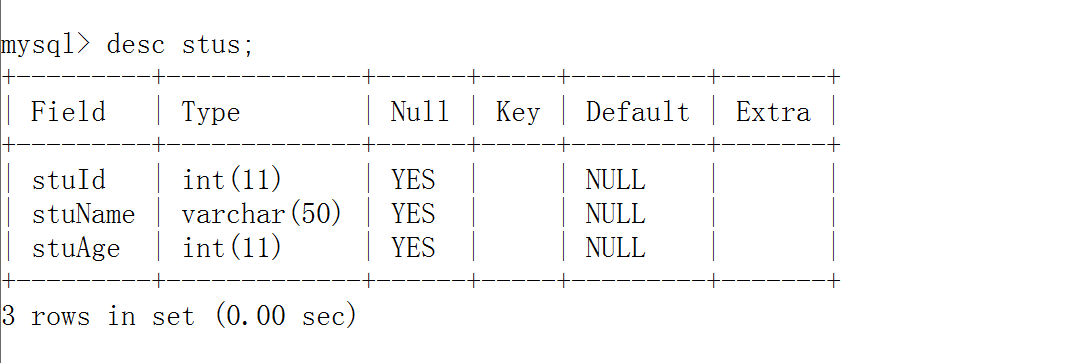 mysql> desc stus;
+---------+-------------+------+-----+---------+-------+
| Field   | Type        | Null | Key | Default | Extra |
+---------+-------------+------+-----+---------+-------+
| stuId   | int(11)     | YES  |     | NULL    |       |
| stuName | varchar(50) | YES  |     | NULL    |       |
| stuAge  | int(11)     | YES  |     | NULL    |       |
+---------+-------------+------+-----+---------+-------+
3 rows in set (0.00 sec)